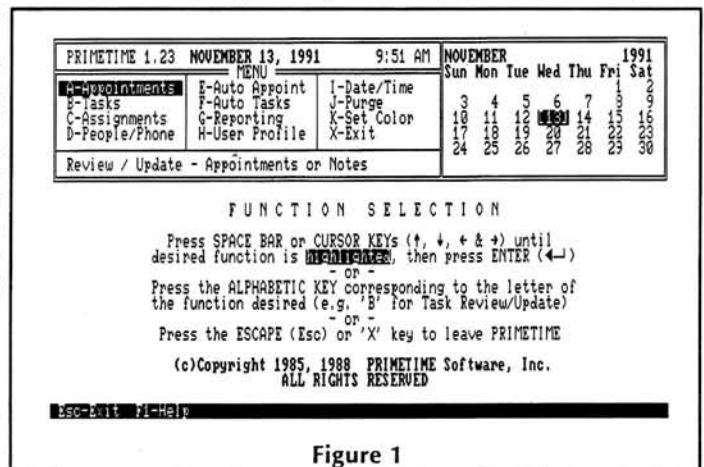 PRIMETIME 1.23 NOVEMBER 13, 1991 9:51 AM
MENU
A-Appointments E-Auto Appoint I-Date/Time
B-Tasks F-Auto Tasks J-Purge
C-Assignments G-Reporting K-Set Color
D-People/Phone H-User Profile X-Exit
Review / Update - Appointments or Notes
NOVEMBER 1991
Sun Mon Tue Wed Thu Fri Sat
1 2
3 4 5 6 7 8 9
10 11 12 [13] 14 15 16
17 18 19 20 21 22 23
24 25 26 27 28 29 30
FUNCTION SELECTION
Press SPACE BAR or CURSOR KEYs (↑, ↓, ← & →) until
desired function is highlighted, then press ENTER (←┘)
- or -
Press the ALPHABETIC KEY corresponding to the letter of
the function desired (e.g. 'B' for Task Review/Update)
- or -
Press the ESCAPE (Esc) or 'X' key to leave PRIMETIME
(c)Copyright 1985, 1988 PRIMETIME Software, Inc.
ALL RIGHTS RESERVED
Esc-Exit F1-Help
Figure 1